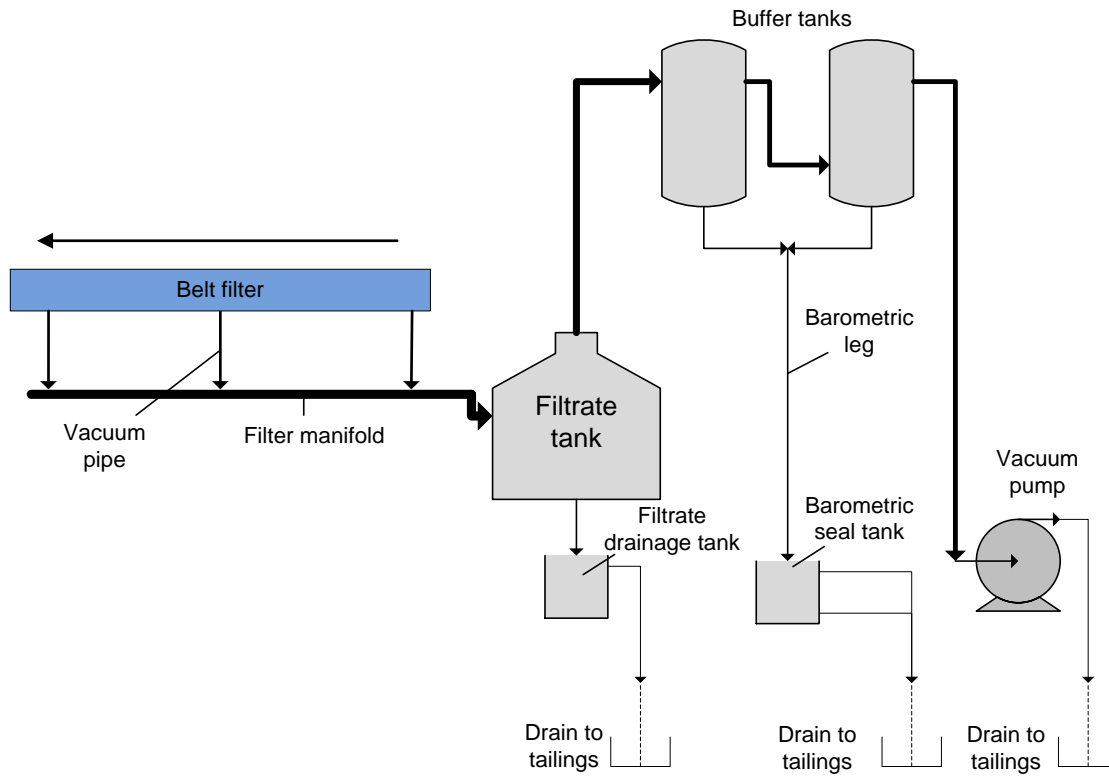 Buffer tanks
Belt filter
Vacuum
pipe
Filter manifold
Filtrate
tank
Barometric
leg
Filtrate
drainage tank
Barometric
seal tank
Vacuum
pump
Drain to
tailings
Drain to
tailings
Drain to
tailings